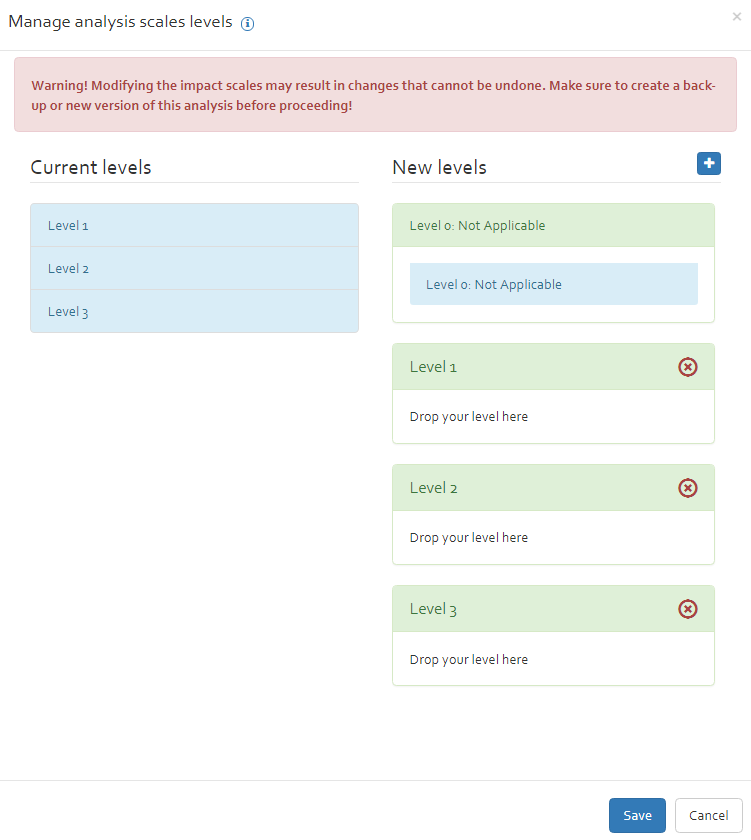 Manage analysis scales levels
×
Warning! Modifying the impact scales may result in changes that cannot be undone. Make sure to create a back-
up or new version of this analysis before proceeding!
Current levels
New levels
Level 1
Level 2
Level 3
Level 0: Not Applicable
Level 0: Not Applicable
Level 1
Drop your level here
Level 2
Drop your level here
Level 3
Drop your level here
Save
Cancel